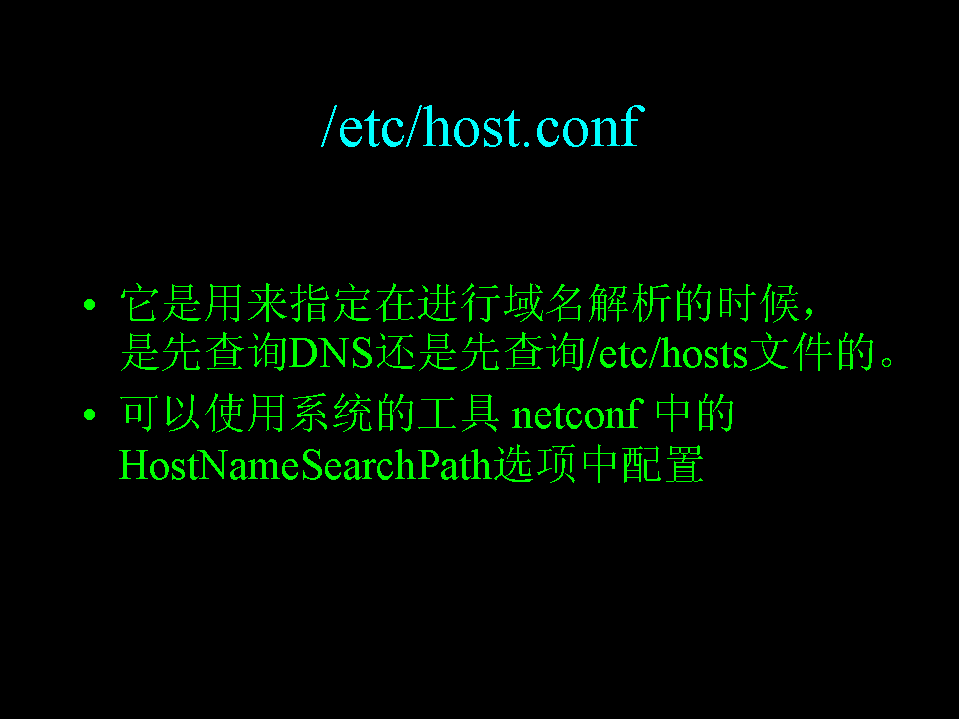 /etc/host.conf
• 它是用来指定在进行域名解析的时候，
是先查询DNS还是先查询/etc/hosts文件的。
• 可以使用系统的工具 netconf 中的
HostNameSearchPath选项中配置